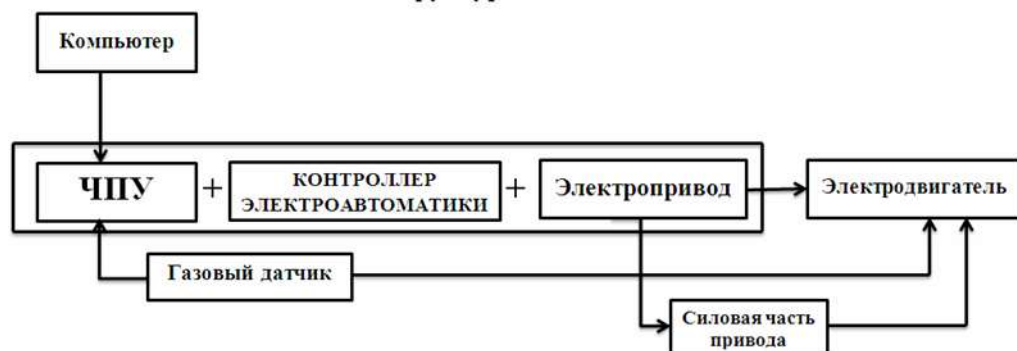 Компьютер
ЧПУ
+
КОНТРОЛЛЕР
ЭЛЕКТРОАВТОМАТИКИ
+
Электропривод
Электродвигатель
Газовый датчик
Силовая часть
привода